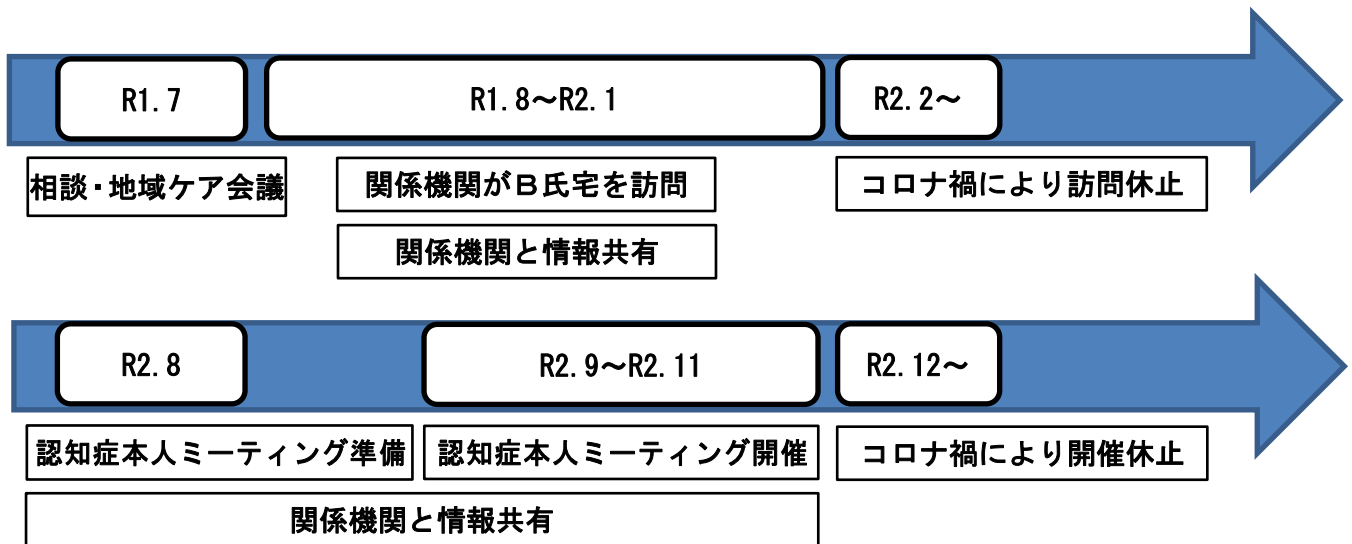 R1.7
R1.8～R2.1
R2.2～
相談・地域ケア会議
関係機関がＢ氏宅を訪問
コロナ禍により訪問休止
関係機関と情報共有
R2.8
R2.9～R2.11
R2.12～
認知症本人ミーティング準備
認知症本人ミーティング開催
コロナ禍により開催休止
関係機関と情報共有